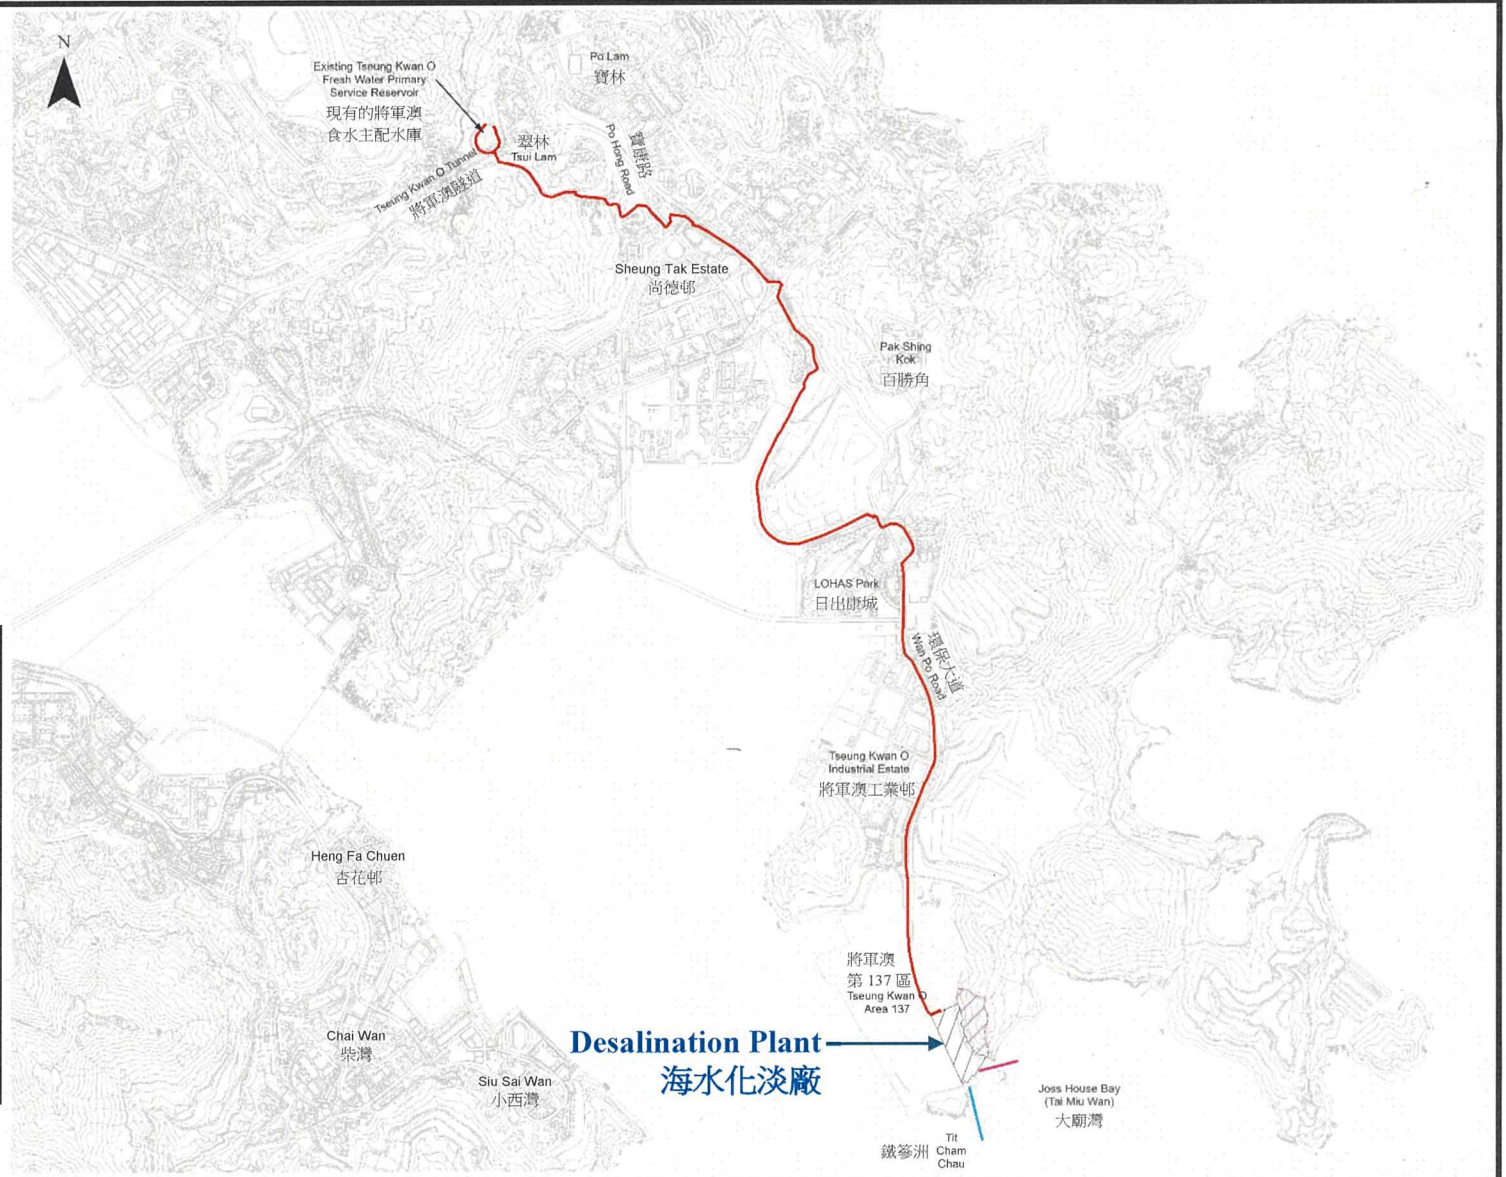 N
Existing Tseung Kwan O
Fresh Water Primary
Service Reservoir
現有的將軍澳
食水主配水庫
Po Lam
寶林
翠林
Tsui Lam
寶康路
Po Hong Road
Tseung Kwan O Tunnel
將軍澳隧道
Sheung Tak Estate
尚德邨
Pak Shing
Kok
百勝角
LOHAS Park
日出康城
環保大道
Wan Po Road
Tseung Kwan O
Industrial Estate
將軍澳工業邨
Heng Fa Chuen
杏花邨
將軍澳
第 137 區
Tseung Kwan O
Area 137
Chai Wan
柴灣
Siu Sai Wan
小西灣
Desalination Plant
海水化淡廠
Joss House Bay
(Tai Miu Wan)
大廟灣
鐵篸洲
Tit
Cham
Chau